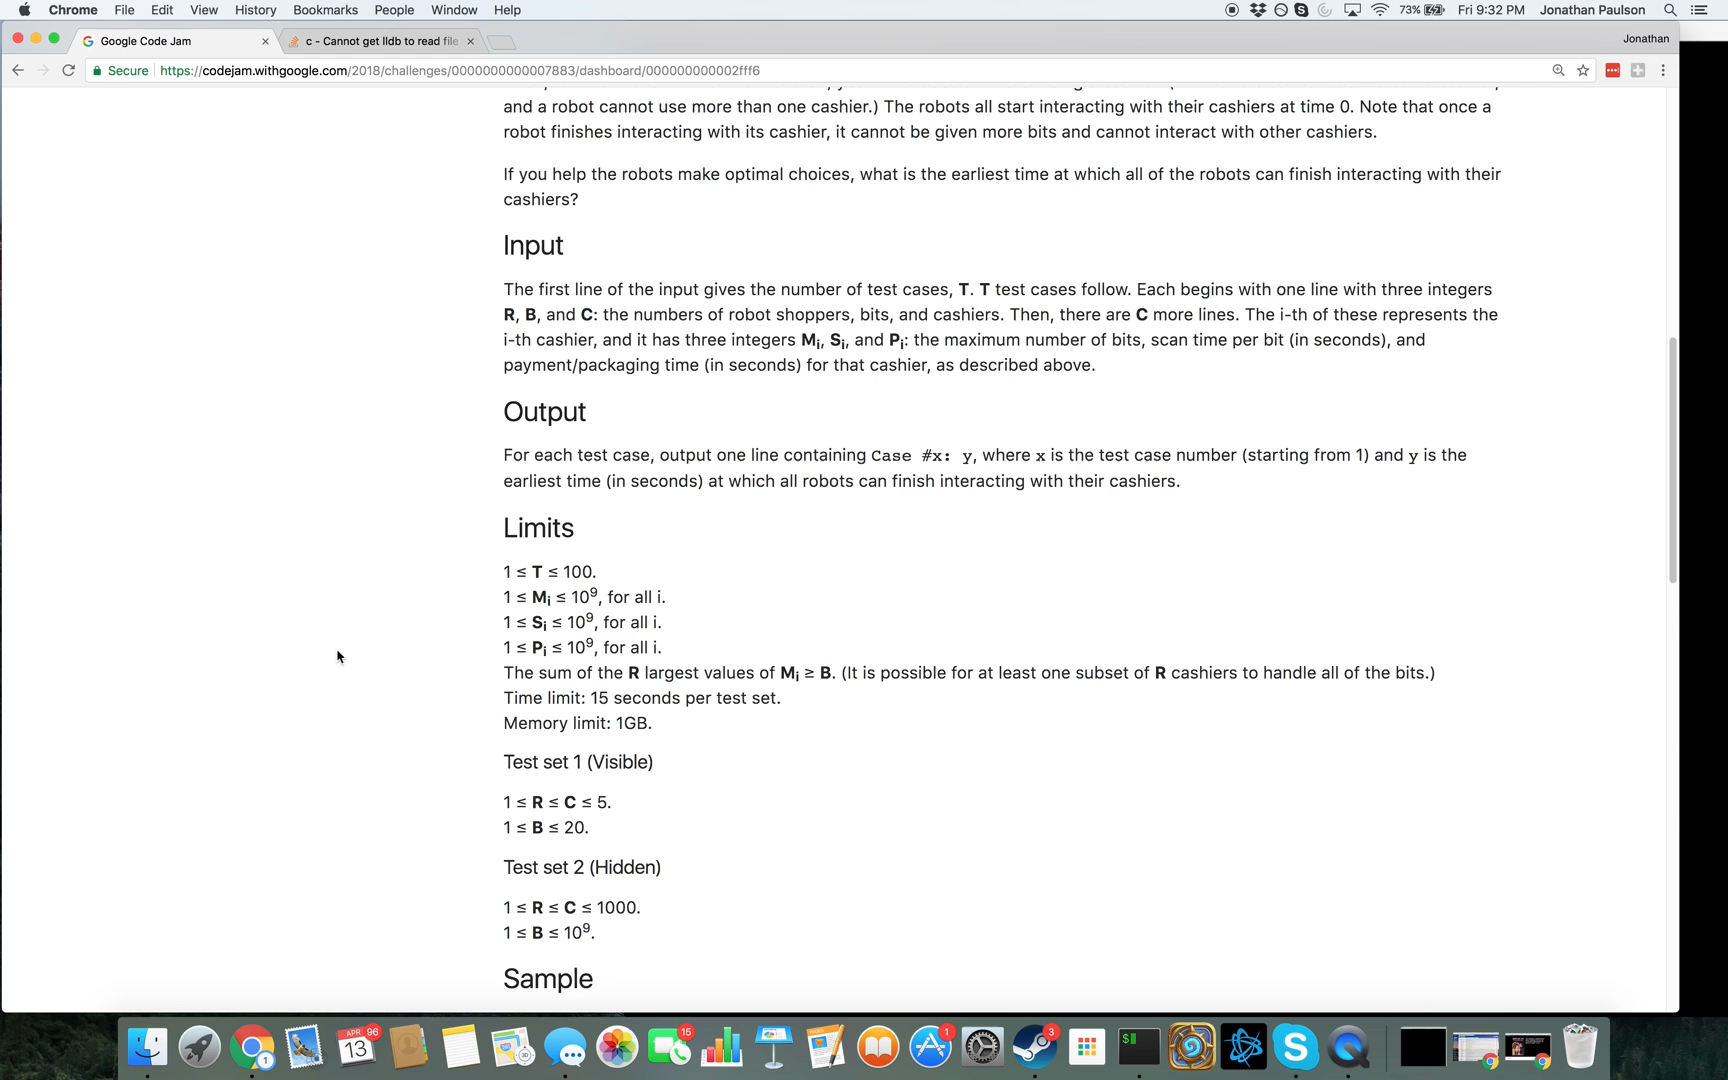 Chrome File Edit View History Bookmarks People Window Help 73% Fri 9:32 PM Jonathan Paulson
Google Code Jam × c - Cannot get lldb to read file × Jonathan
Secure https://codejam.withgoogle.com/2018/challenges/0000000000007883/dashboard/000000000002fff6
and a robot cannot use more than one cashier.) The robots all start interacting with their cashiers at time 0. Note that once a
robot finishes interacting with its cashier, it cannot be given more bits and cannot interact with other cashiers.
If you help the robots make optimal choices, what is the earliest time at which all of the robots can finish interacting with their
cashiers?
Input
The first line of the input gives the number of test cases, T. T test cases follow. Each begins with one line with three integers
R, B, and C: the numbers of robot shoppers, bits, and cashiers. Then, there are C more lines. The i-th of these represents the
i-th cashier, and it has three integers Mi, Si, and Pi: the maximum number of bits, scan time per bit (in seconds), and
payment/packaging time (in seconds) for that cashier, as described above.
Output
For each test case, output one line containing Case #x: y, where x is the test case number (starting from 1) and y is the
earliest time (in seconds) at which all robots can finish interacting with their cashiers.
Limits
1 ≤ T ≤ 100.
1 ≤ Mi ≤ 10⁹, for all i.
1 ≤ Si ≤ 10⁹, for all i.
1 ≤ Pi ≤ 10⁹, for all i.
The sum of the R largest values of Mi ≥ B. (It is possible for at least one subset of R cashiers to handle all of the bits.)
Time limit: 15 seconds per test set.
Memory limit: 1GB.
Test set 1 (Visible)
1 ≤ R ≤ C ≤ 5.
1 ≤ B ≤ 20.
Test set 2 (Hidden)
1 ≤ R ≤ C ≤ 1000.
1 ≤ B ≤ 10⁹.
Sample
1 APR 13 96 3D 15 1 3 $